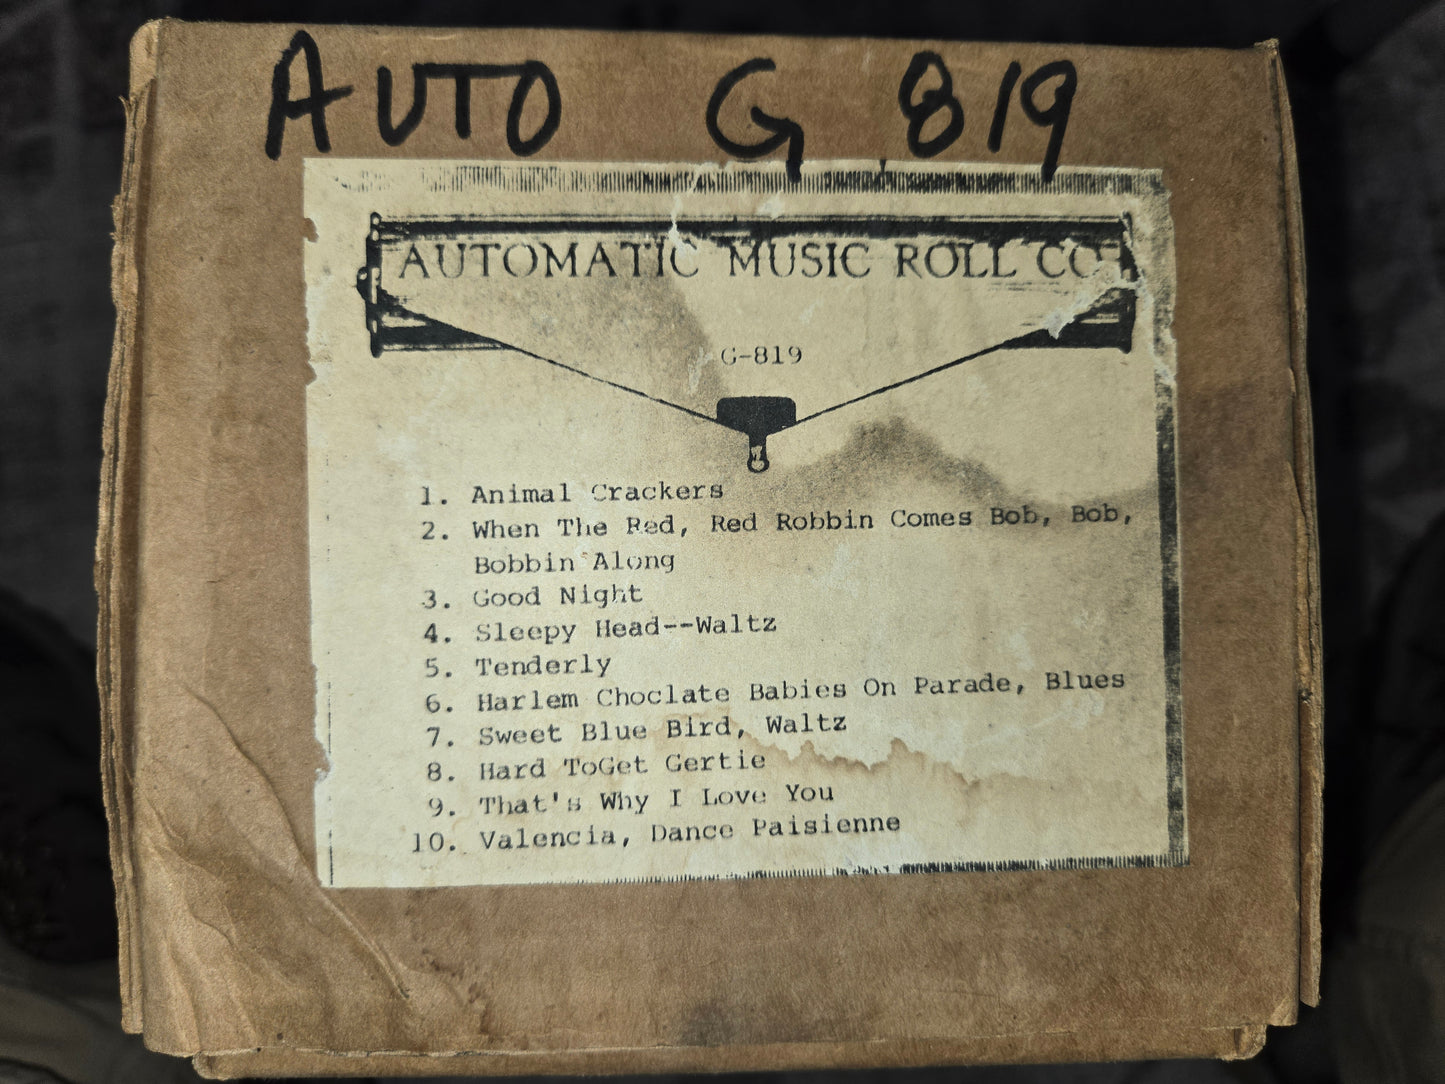 AUTO G 819
AUTOMATIC MUSIC ROLL CO.
G-819
1. Animal Crackers
2. When The Red, Red Robbin Comes Bob, Bob,
Bobbin Along
3. Good Night
4. Sleepy Head--Waltz
5. Tenderly
6. Harlem Choclate Babies On Parade, Blues
7. Sweet Blue Bird, Waltz
8. Hard ToGet Gertie
9. That's Why I Love You
10. Valencia, Dance Paisienne